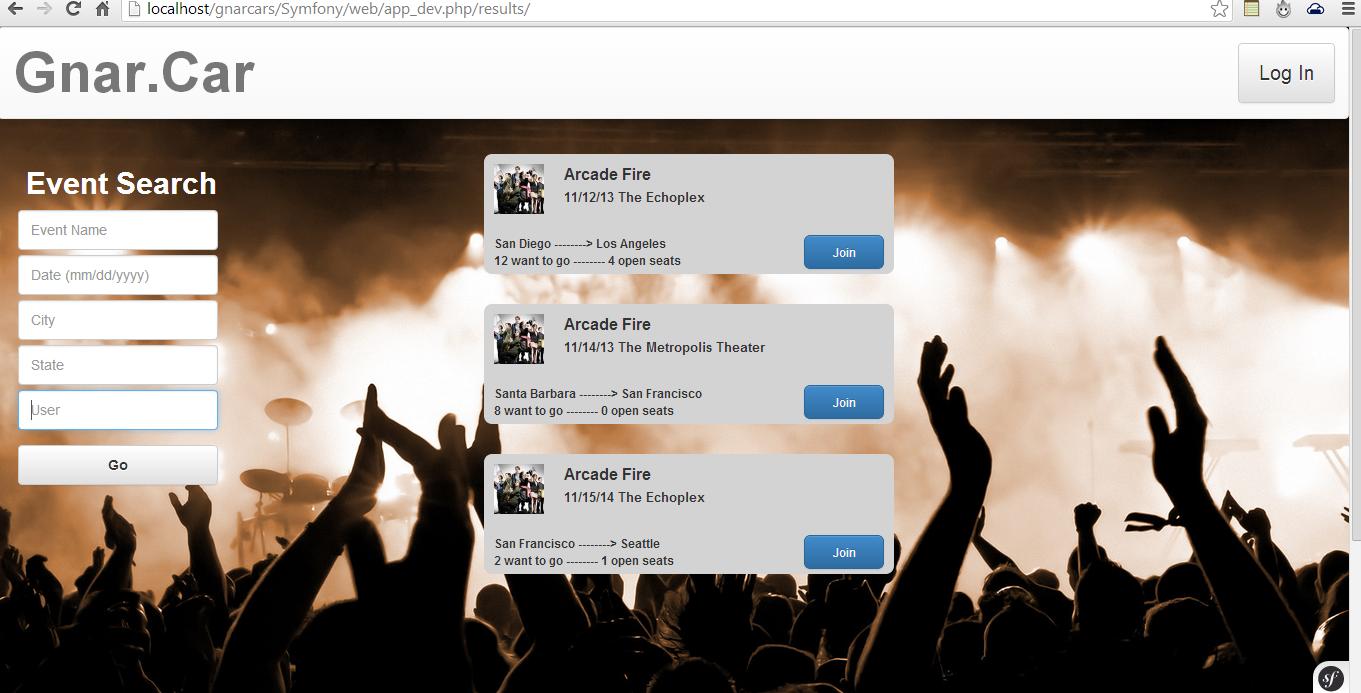 localhost/gnarcars/Symfony/web/app_dev.php/results/
Gnar.Car
Log In
Event Search
Event Name
Date (mm/dd/yyyy)
City
State
User
Go
Arcade Fire
11/12/13 The Echoplex
San Diego --------> Los Angeles
12 want to go -------- 4 open seats
Join
Arcade Fire
11/14/13 The Metropolis Theater
Santa Barbara --------> San Francisco
8 want to go -------- 0 open seats
Join
Arcade Fire
11/15/14 The Echoplex
San Francisco --------> Seattle
2 want to go -------- 1 open seats
Join
sf